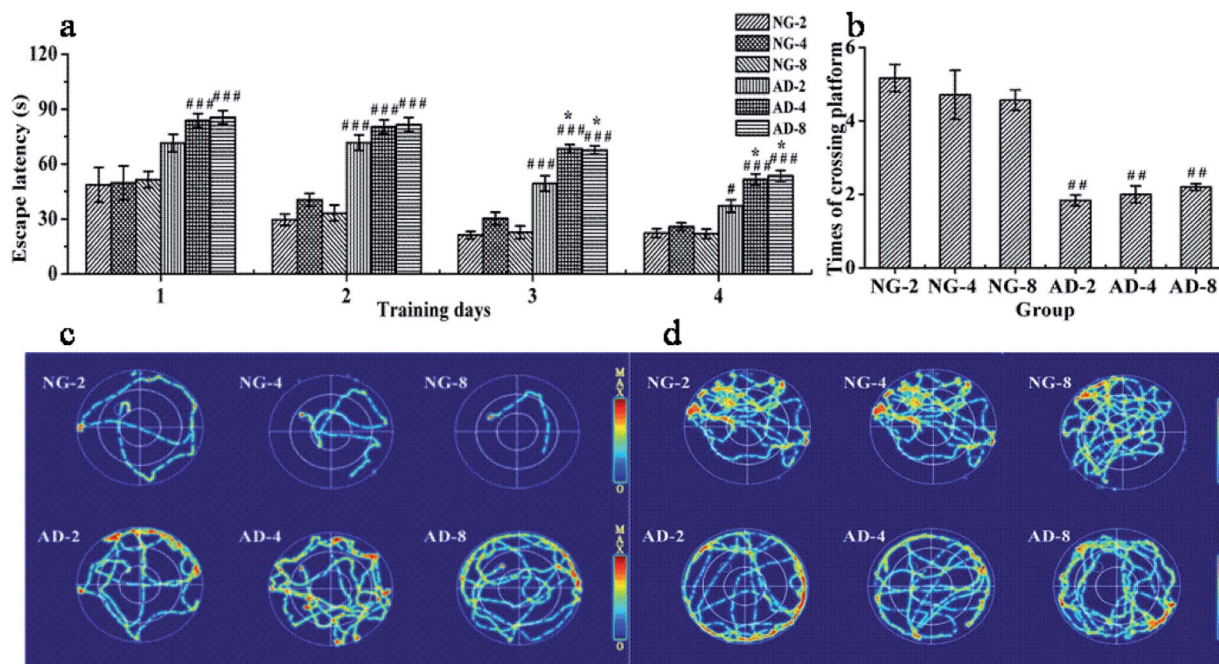 a
Escape latency (s)
120
90
60
30
0
###
###
###
###
###
###
*
###
*
###
#
*
###
*
###
1
2
3
4
Training days
NG-2
NG-4
NG-8
AD-2
AD-4
AD-8
b
Times of crossing platform
6
4
2
0
##
##
##
NG-2 NG-4 NG-8 AD-2 AD-4 AD-8
Group
c
NG-2 NG-4 NG-8
MAX
0
AD-2 AD-4 AD-8
MAX
0
d
NG-2 NG-4 NG-8
AD-2 AD-4 AD-8